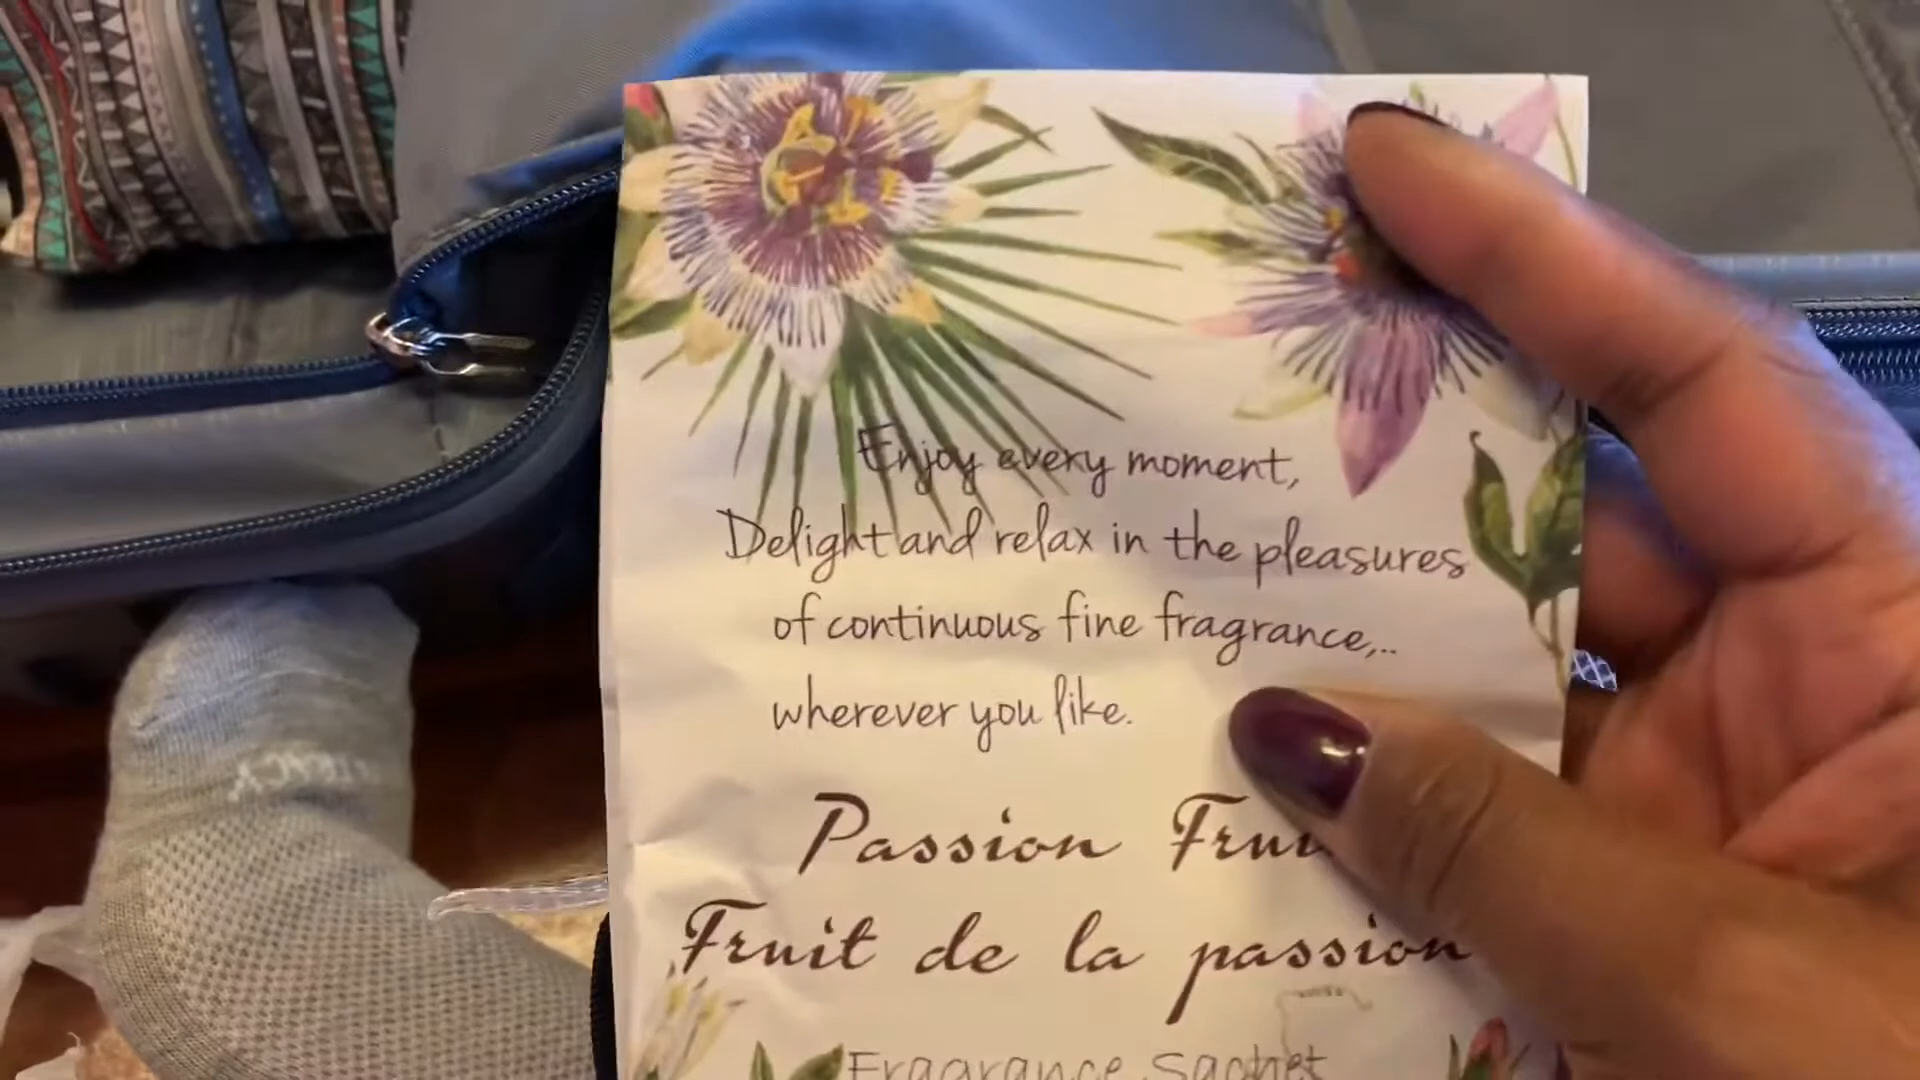 Enjoy every moment,
Delight and relax in the pleasures
of continuous fine fragrance,..
wherever you like.
Passion
Fruit de la passion
Fragrance Sachet